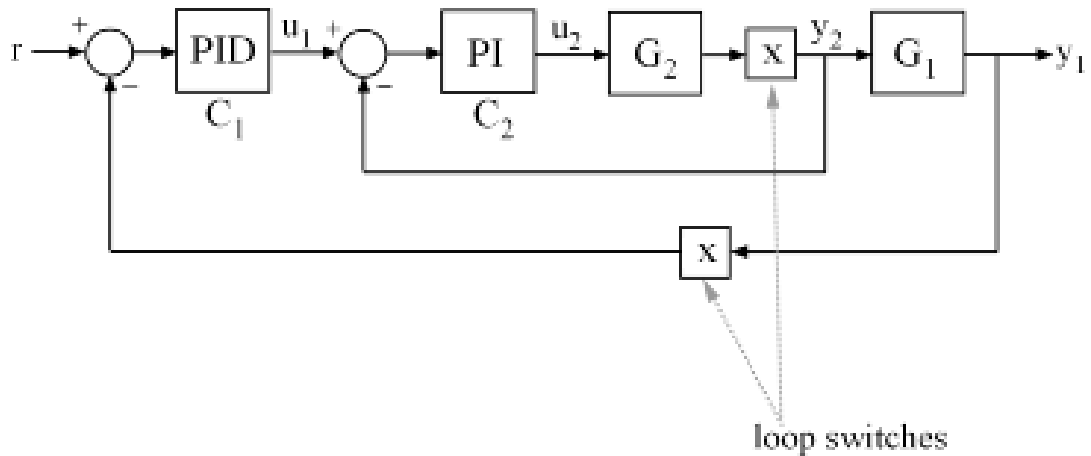 +
r
PID
u₁
+
PI
u₂
G₂
x
y₂
G₁
y₁
−
C₁
−
C₂
x
loop switches